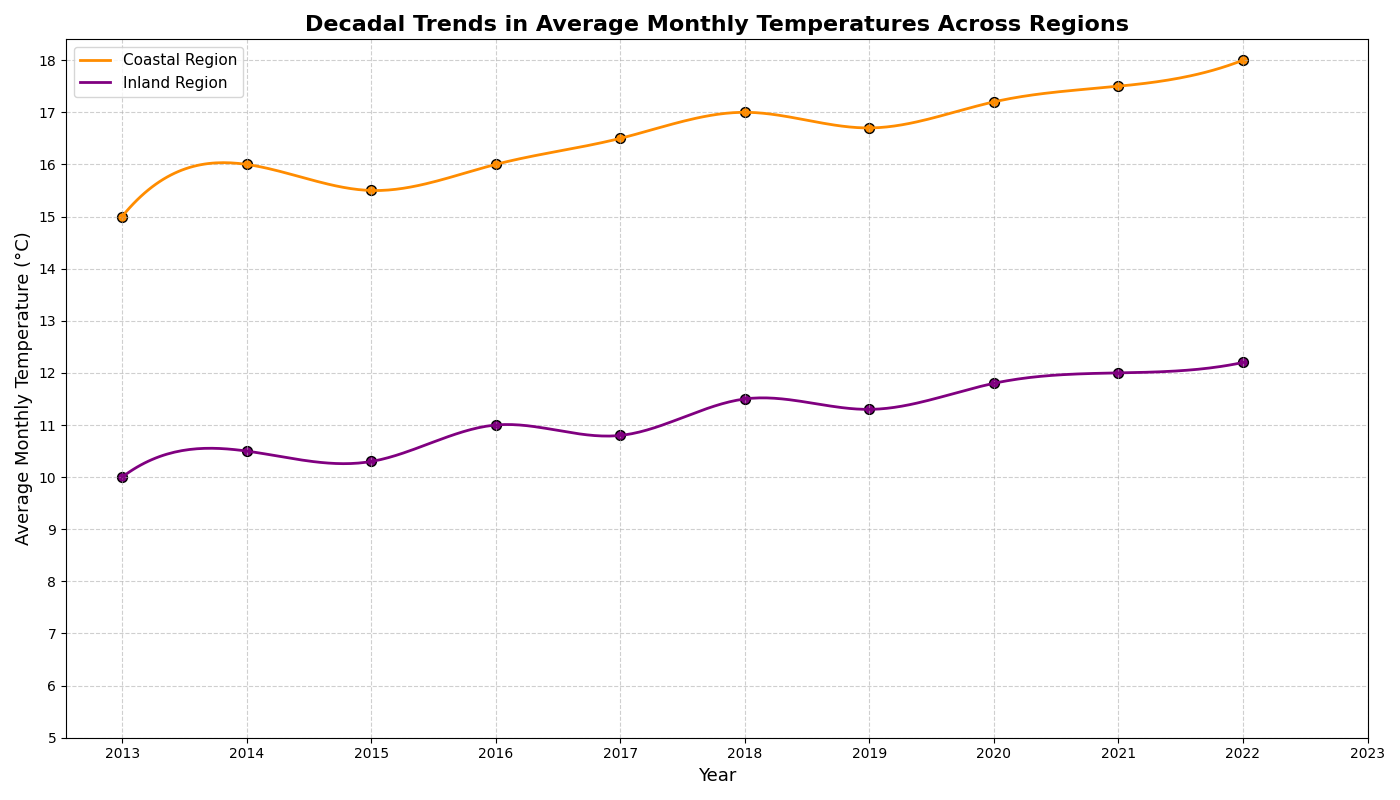 Decadal Trends in Average Monthly Temperatures Across Regions
Coastal Region
Inland Region
Average Monthly Temperature (°C)
18
17
16
15
14
13
12
11
10
9
8
7
6
5
2013 2014 2015 2016 2017 2018 2019 2020 2021 2022 2023
Year